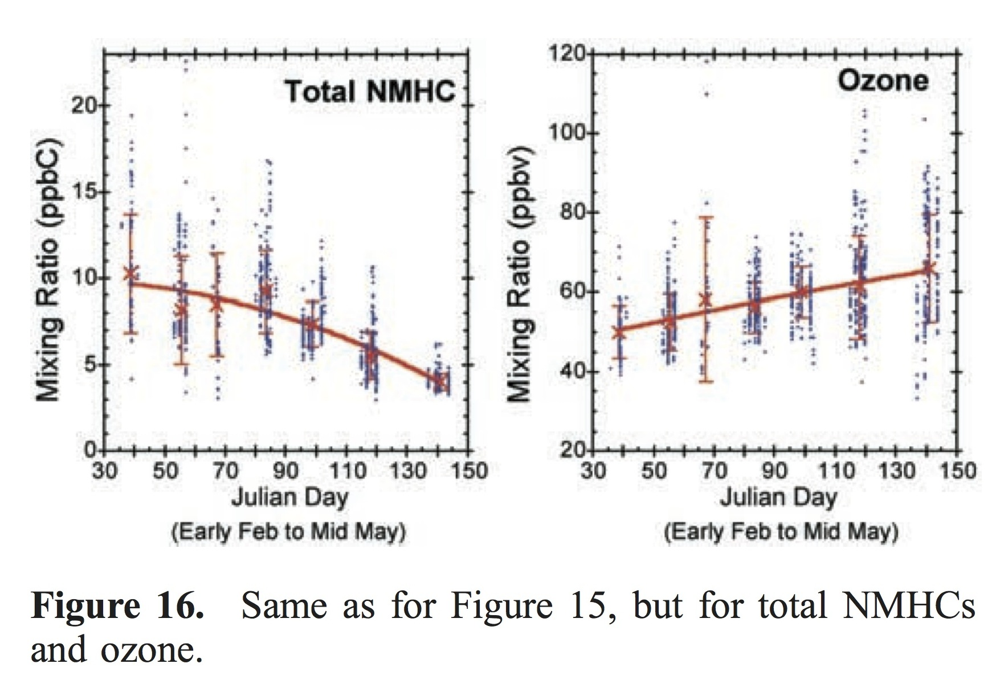 Total NMHC
Mixing Ratio (ppbC)
20
15
10
5
0
30 50 70 90 110 130 150
Julian Day
(Early Feb to Mid May)
Ozone
Mixing Ratio (ppbv)
120
100
80
60
40
20
30 50 70 90 110 130 150
Julian Day
(Early Feb to Mid May)
Figure 16. Same as for Figure 15, but for total NMHCs
and ozone.